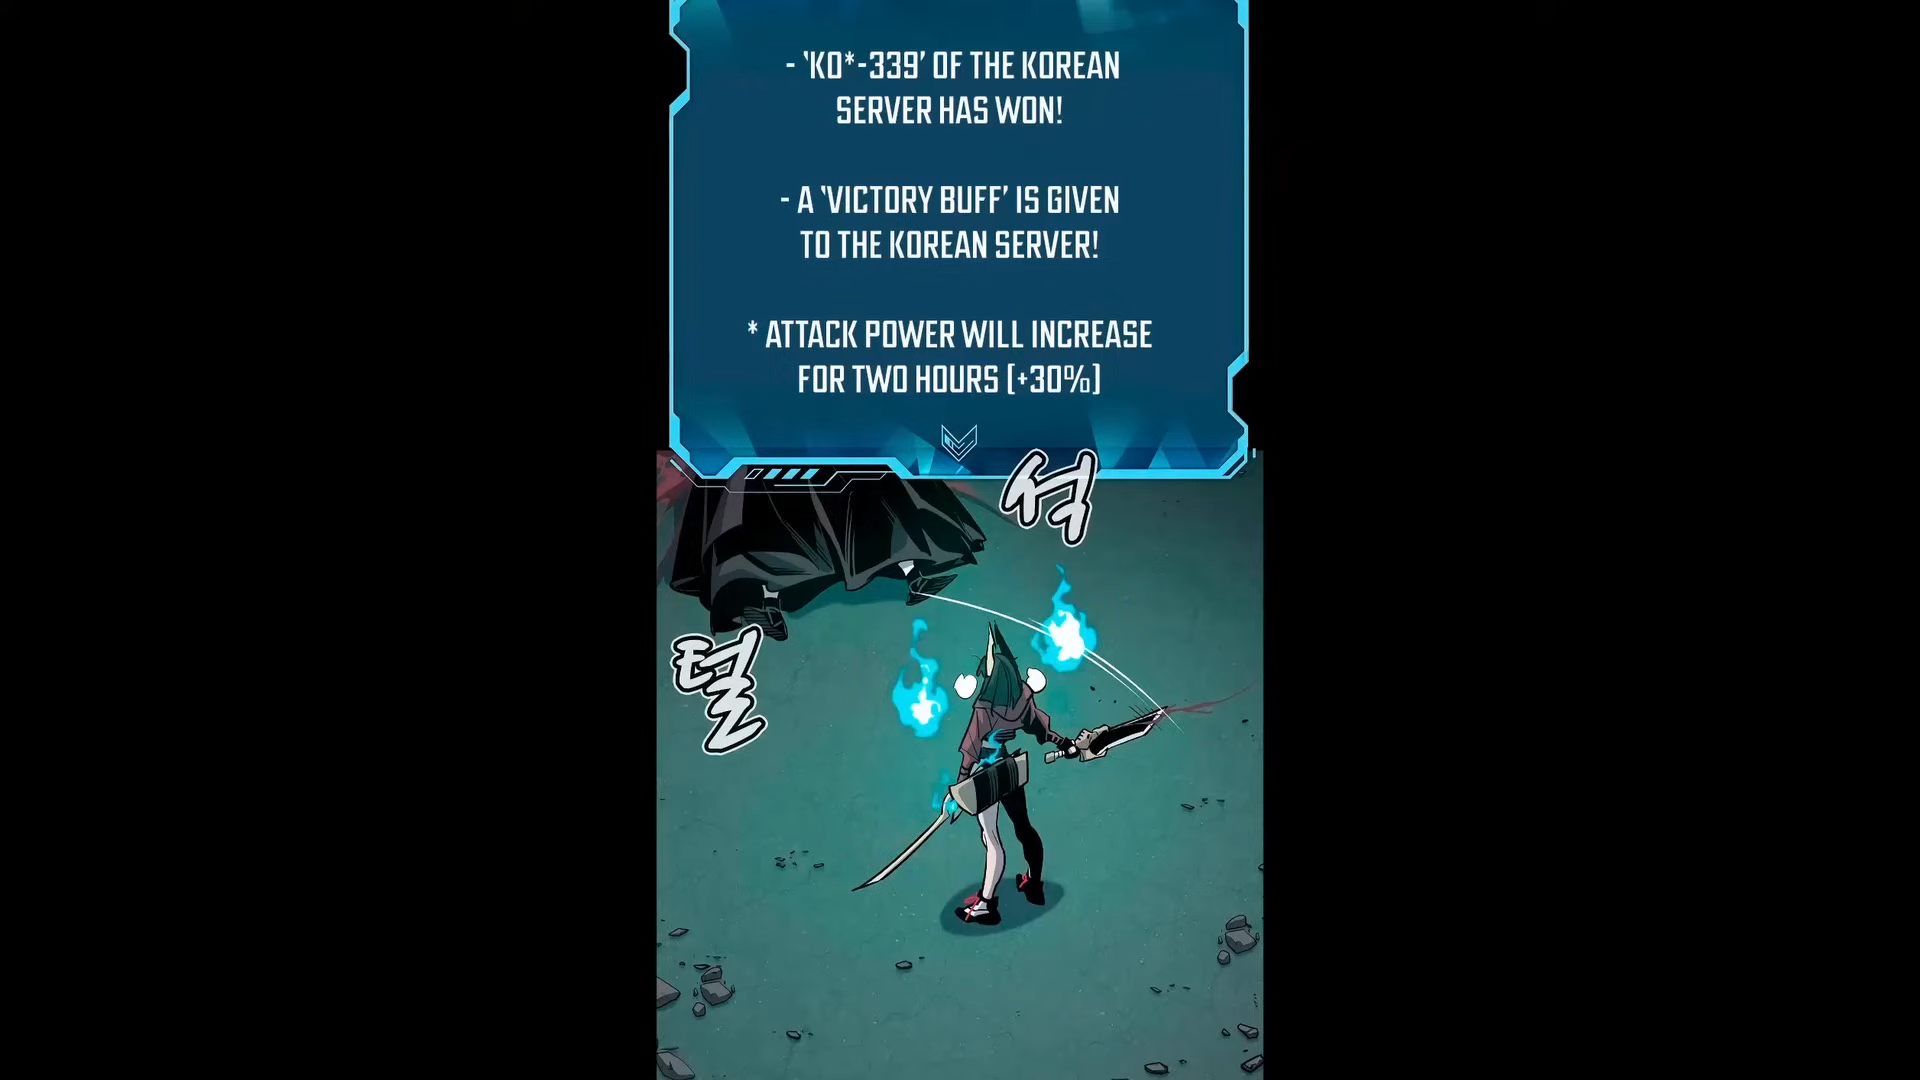 - ‘KO*-339’ OF THE KOREAN
SERVER HAS WON!
- A ‘VICTORY BUFF’ IS GIVEN
TO THE KOREAN SERVER!
* ATTACK POWER WILL INCREASE
FOR TWO HOURS [+30%]
석
털